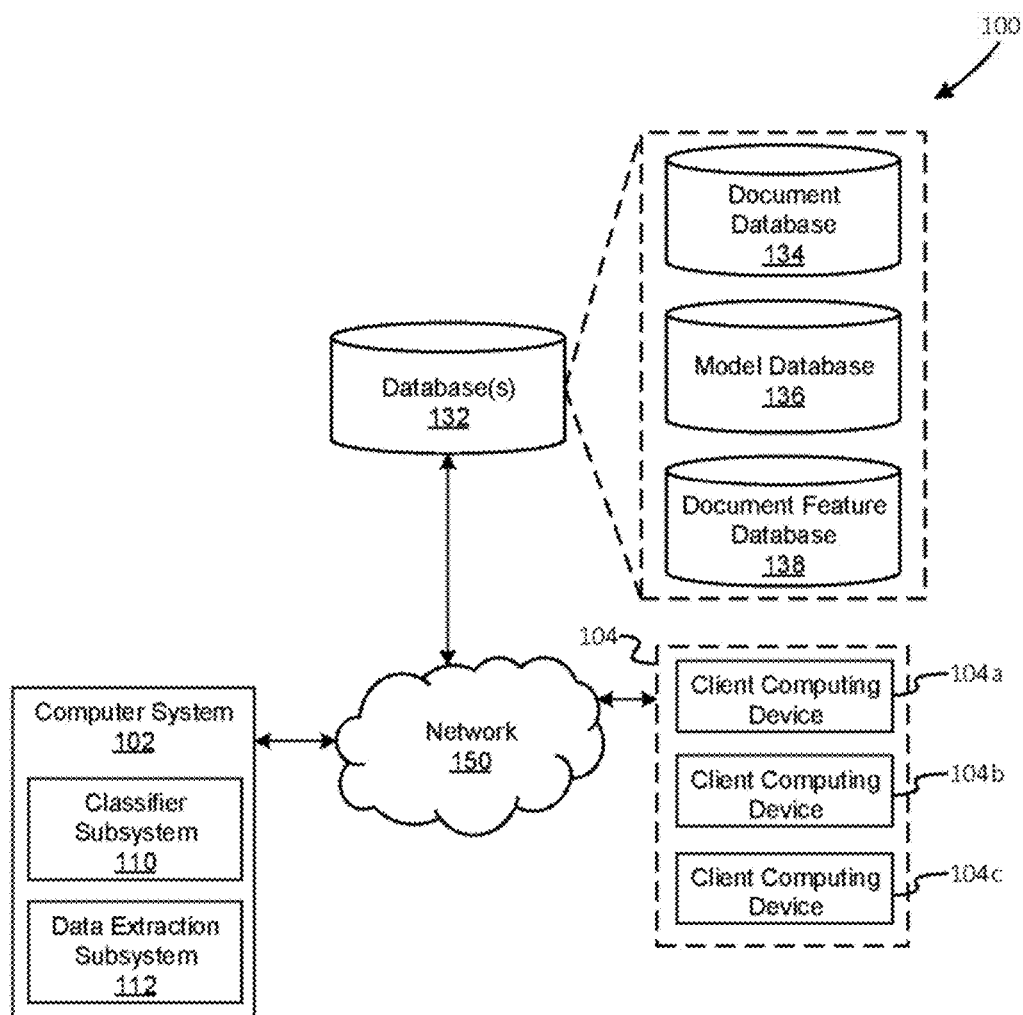 100
Document
Database
134
Model Database
136
Document Feature
Database
138
Database(s)
132
104
Client Computing
Device
104a
Client Computing
Device
104b
Client Computing
Device
104c
Network
150
Computer System
102
Classifier
Subsystem
110
Data Extraction
Subsystem
112